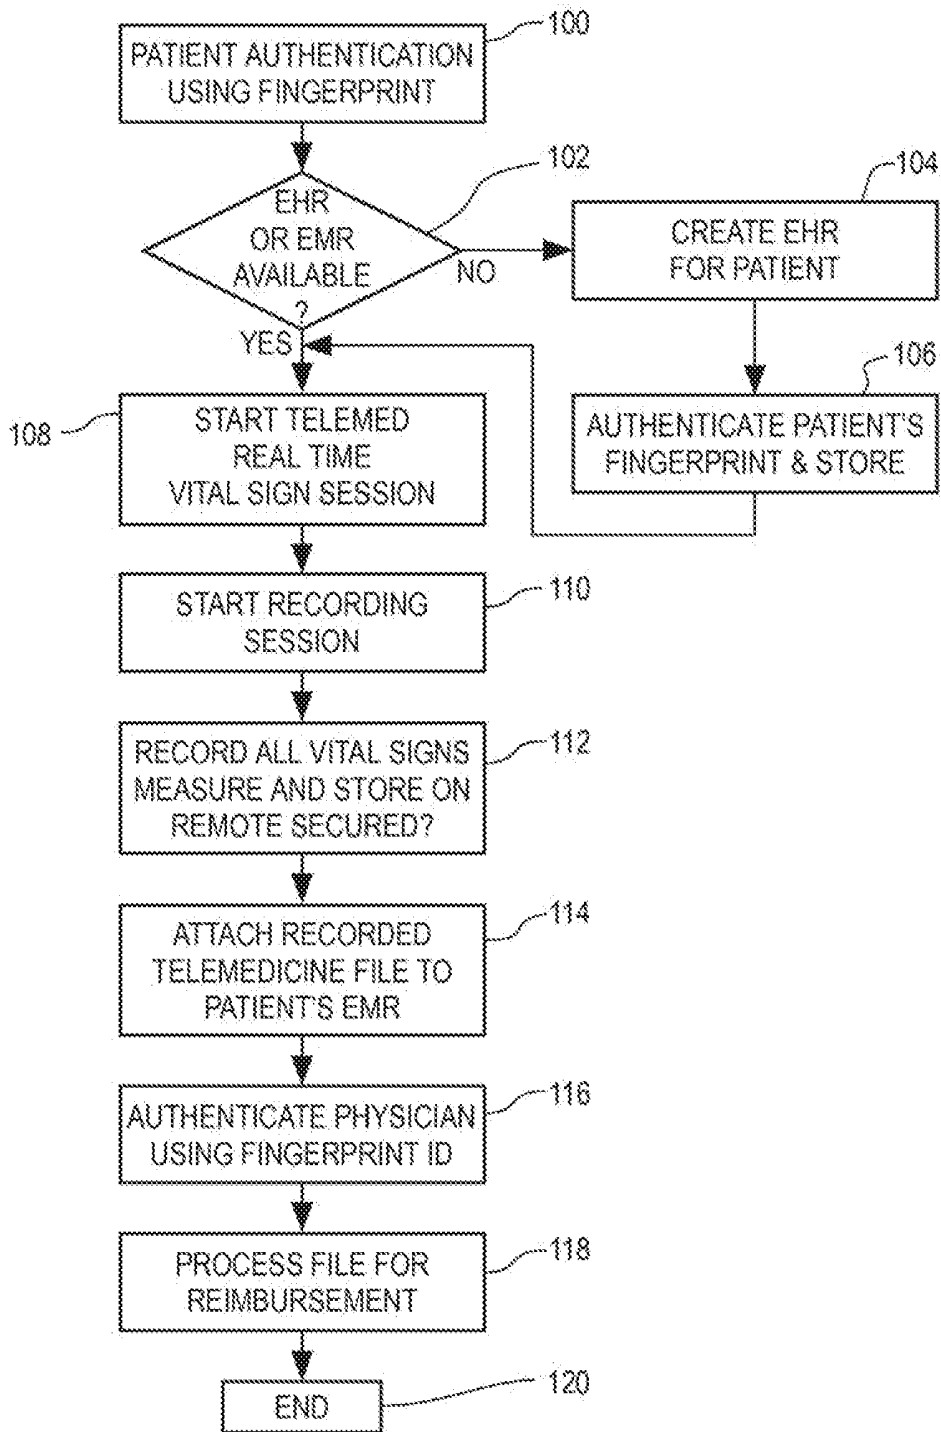 100
PATIENT AUTHENTICATION
USING FINGERPRINT
102
EHR
OR EMR
AVAILABLE
?
NO
YES
104
CREATE EHR
FOR PATIENT
106
AUTHENTICATE PATIENT'S
FINGERPRINT & STORE
108
START TELEMED
REAL TIME
VITAL SIGN SESSION
110
START RECORDING
SESSION
112
RECORD ALL VITAL SIGNS
MEASURE AND STORE ON
REMOTE SECURED?
114
ATTACH RECORDED
TELEMEDICINE FILE TO
PATIENT'S EMR
116
AUTHENTICATE PHYSICIAN
USING FINGERPRINT ID
118
PROCESS FILE FOR
REIMBURSEMENT
120
END